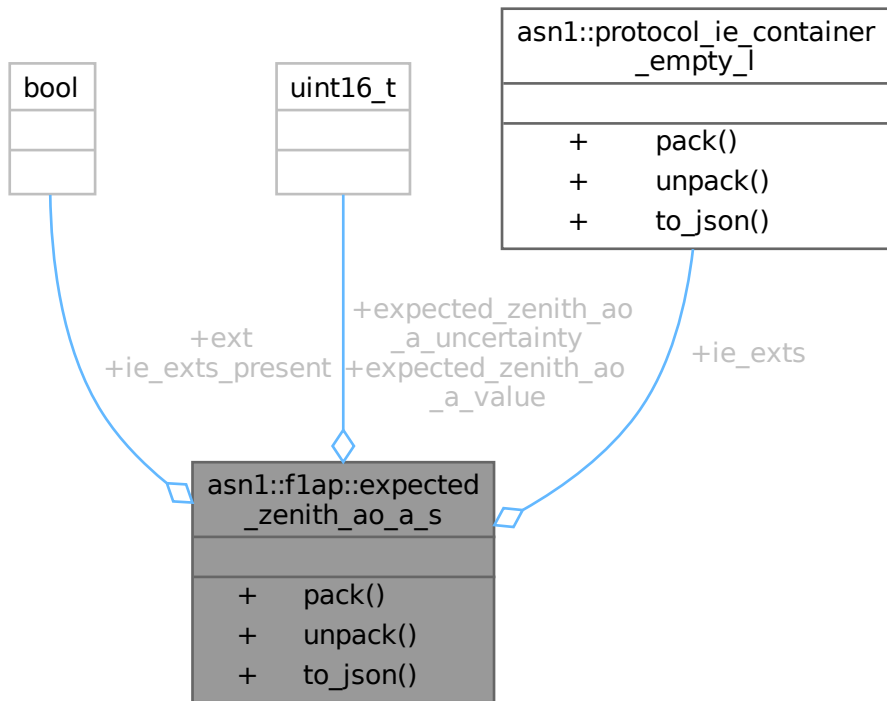 asn1::protocol_ie_container
_empty_l
+ pack()
+ unpack()
+ to_json()
bool
uint16_t
+ext
+ie_exts_present
+expected_zenith_ao
_a_uncertainty
+expected_zenith_ao
_a_value
+ie_exts
asn1::f1ap::expected
_zenith_ao_a_s
+ pack()
+ unpack()
+ to_json()